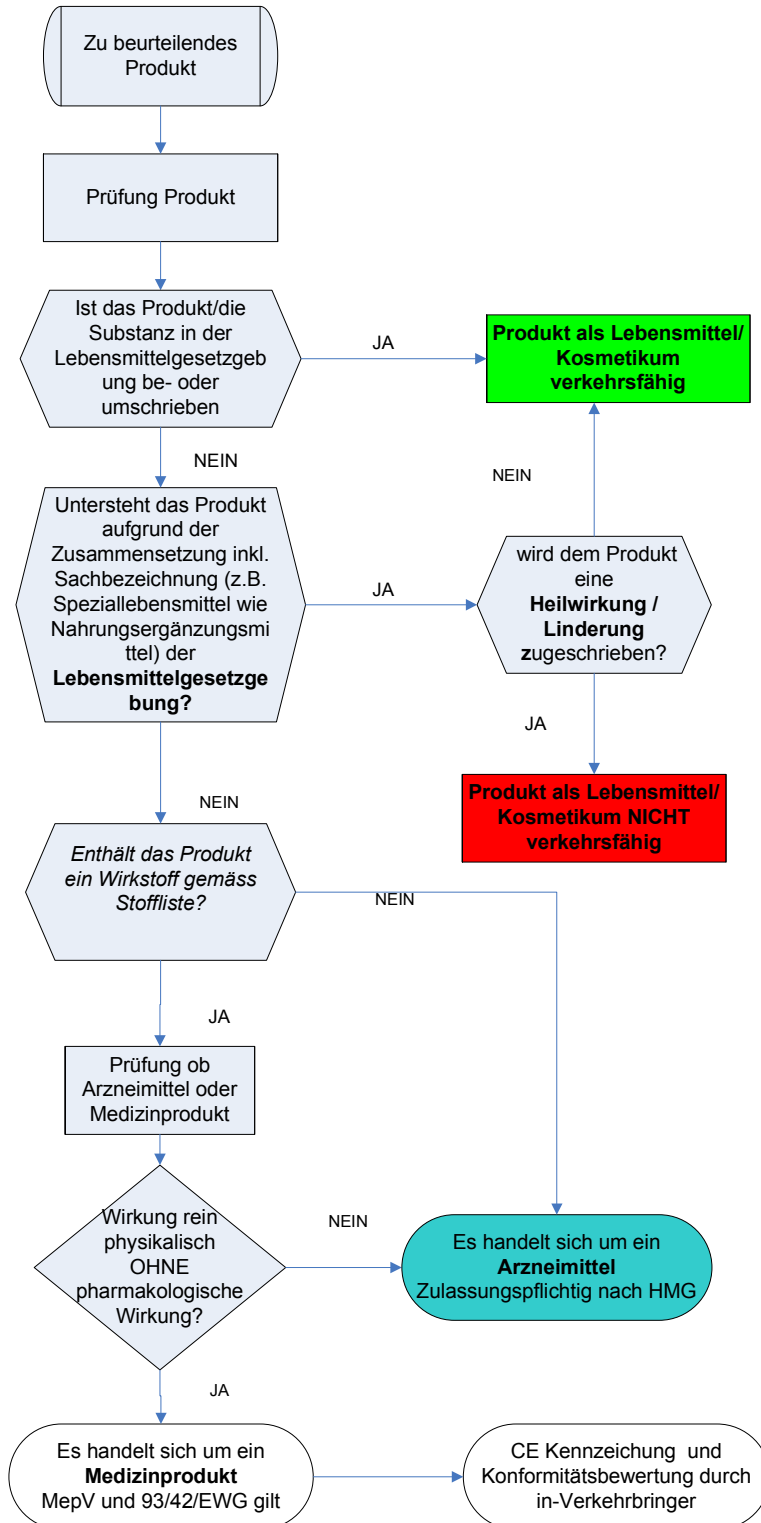 Zu beurteilendes
Produkt
Prüfung Produkt
Ist das Produkt/die
Substanz in der
Lebensmittelgesetzgeb
ung be- oder
umschrieben
JA
Produkt als Lebensmittel/
Kosmetikum
verkehrsfähig
NEIN
NEIN
Untersteht das Produkt
aufgrund der
Zusammensetzung inkl.
Sachbezeichnung (z.B.
Speziallebensmittel wie
Nahrungsergänzungsmi
ttel) der
Lebensmittelgesetzge
bung?
JA
wird dem Produkt
eine
Heilwirkung /
Linderung
zugeschrieben?
JA
Produkt als Lebensmittel/
Kosmetikum NICHT
verkehrsfähig
NEIN
Enthält das Produkt
ein Wirkstoff gemäss
Stoffliste?
NEIN
JA
Prüfung ob
Arzneimittel oder
Medizinprodukt
Wirkung rein
physikalisch
OHNE
pharmakologische
Wirkung?
NEIN
Es handelt sich um ein
Arzneimittel
Zulassungspflichtig nach HMG
JA
Es handelt sich um ein
Medizinprodukt
MepV und 93/42/EWG gilt
CE Kennzeichung und
Konformitätsbewertung durch
in-Verkehrbringer